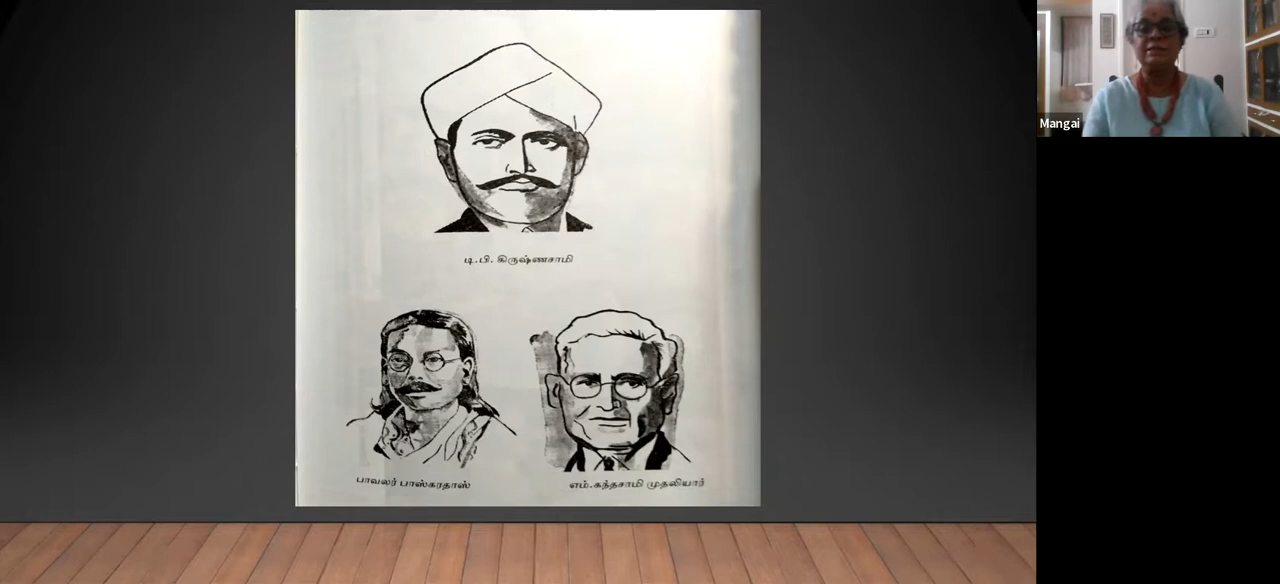 Mangai
டி.பி. கிருஷ்ணசாமி
பாவலர் பாஸ்கரதாஸ்
எம்.கந்தசாமி முதலியார்